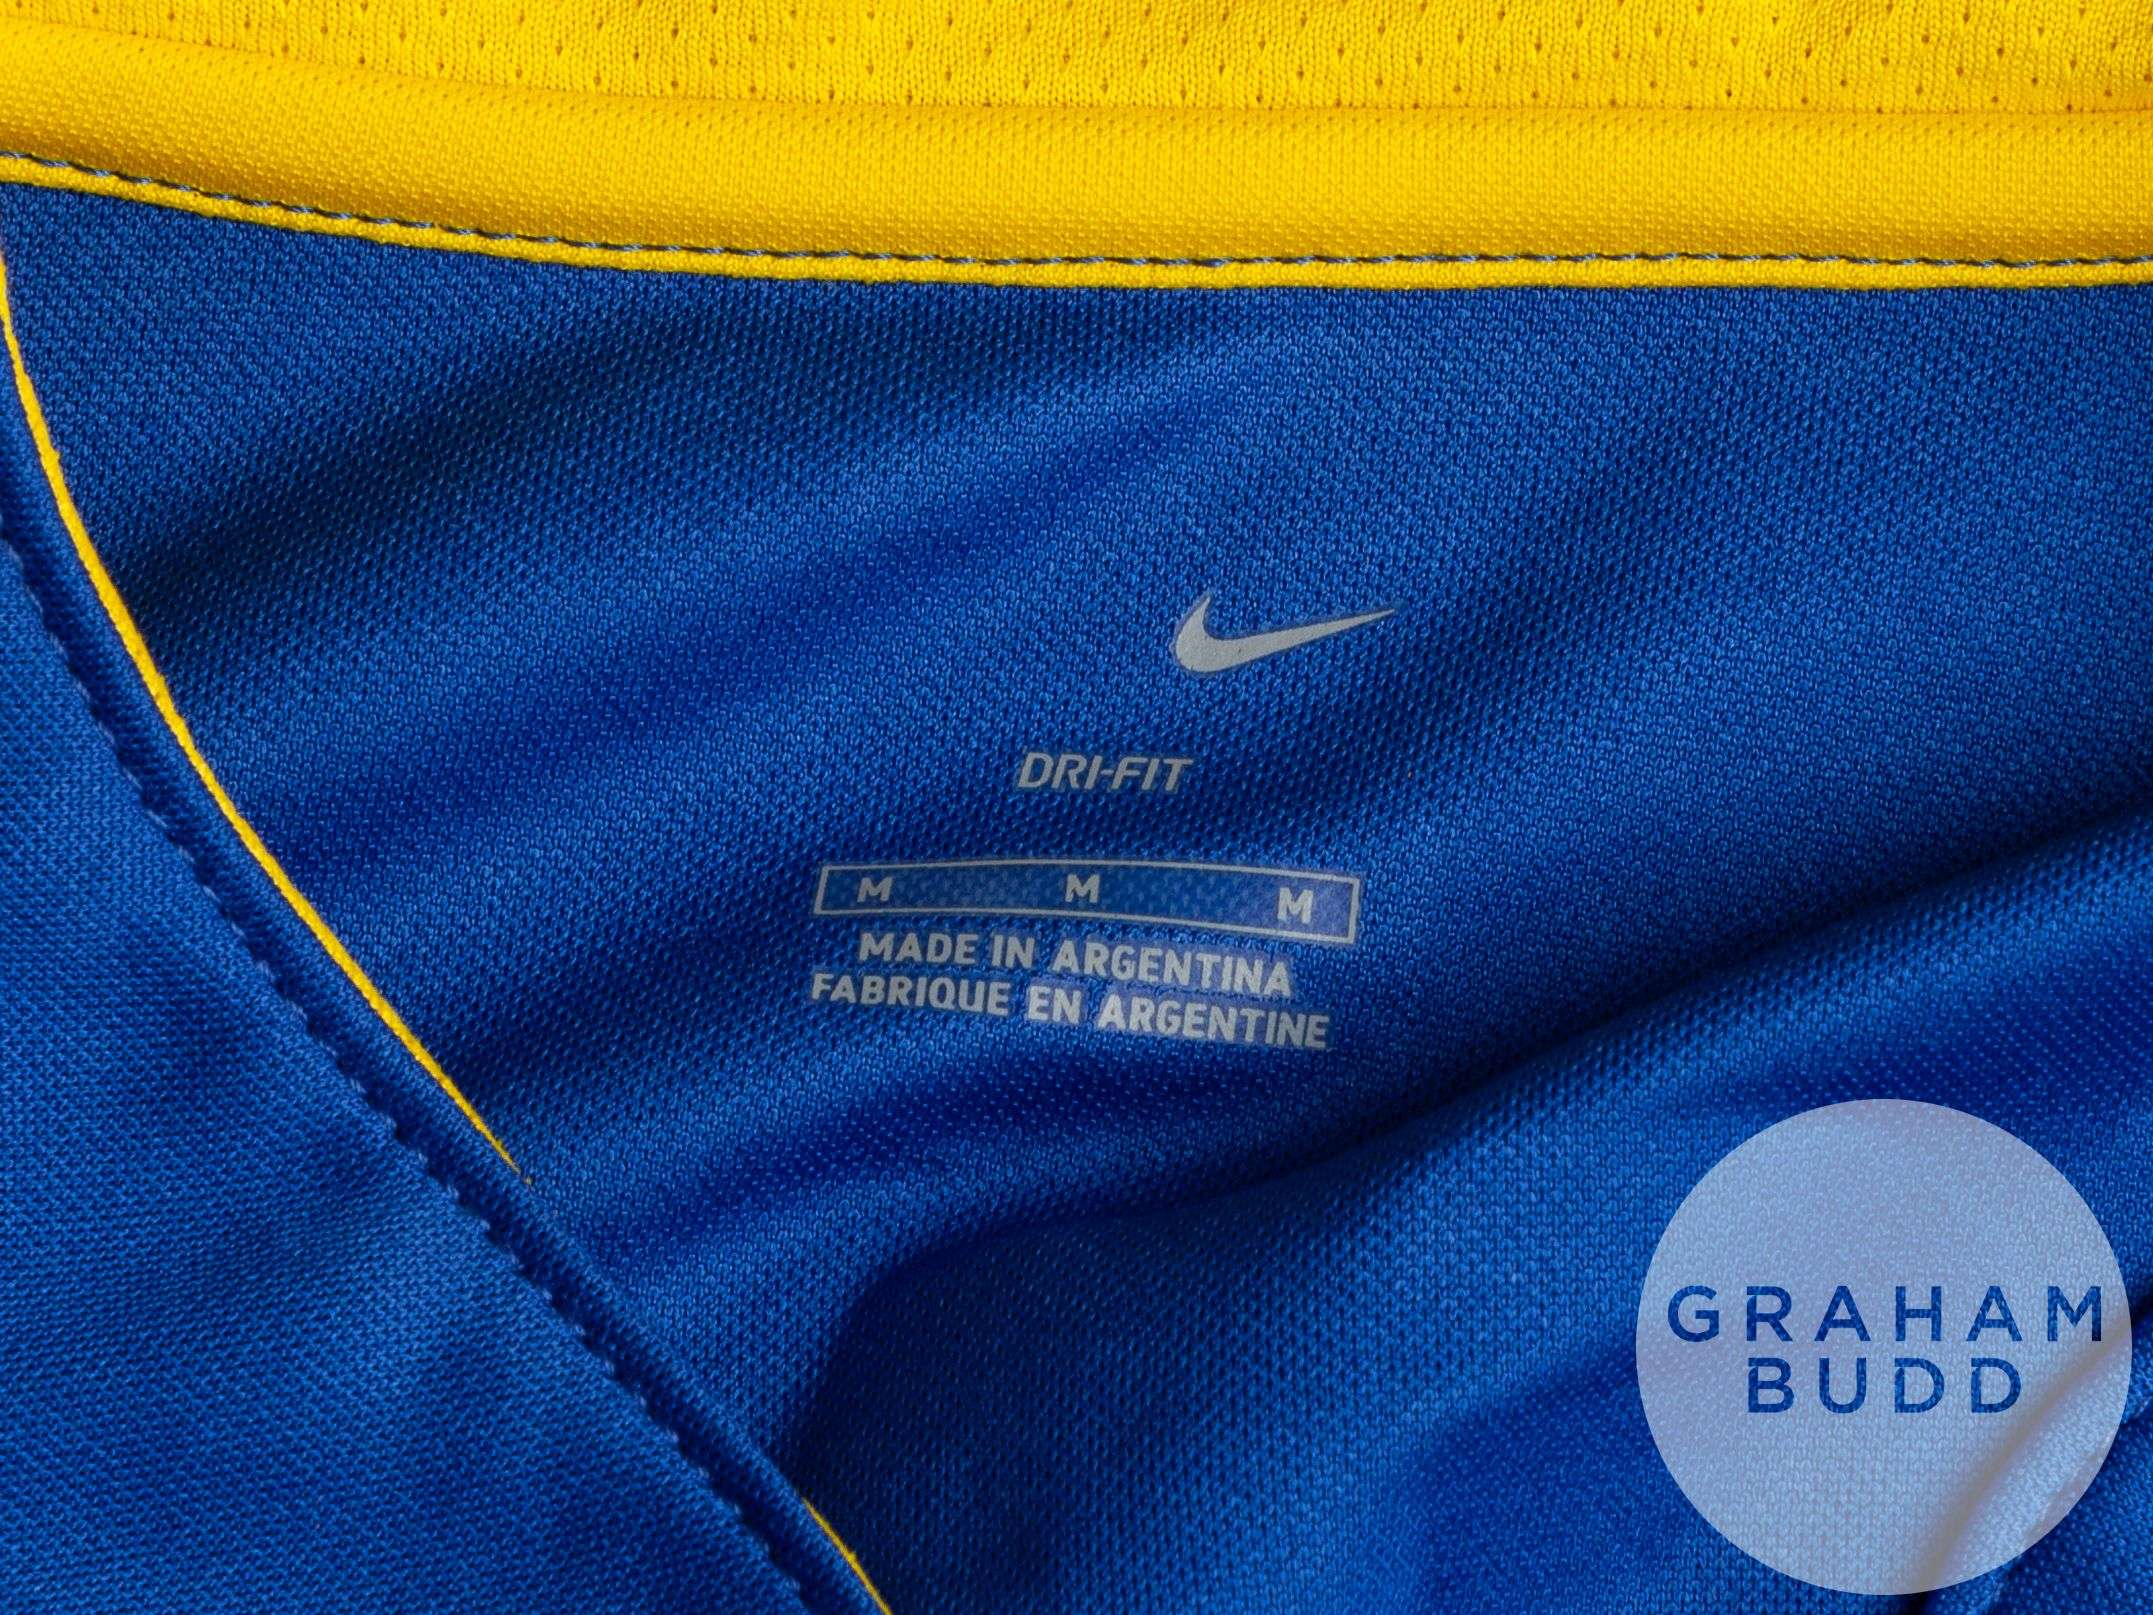 DRI-FIT
M M M
MADE IN ARGENTINA
FABRIQUE EN ARGENTINE
GRAHAM
BUDD